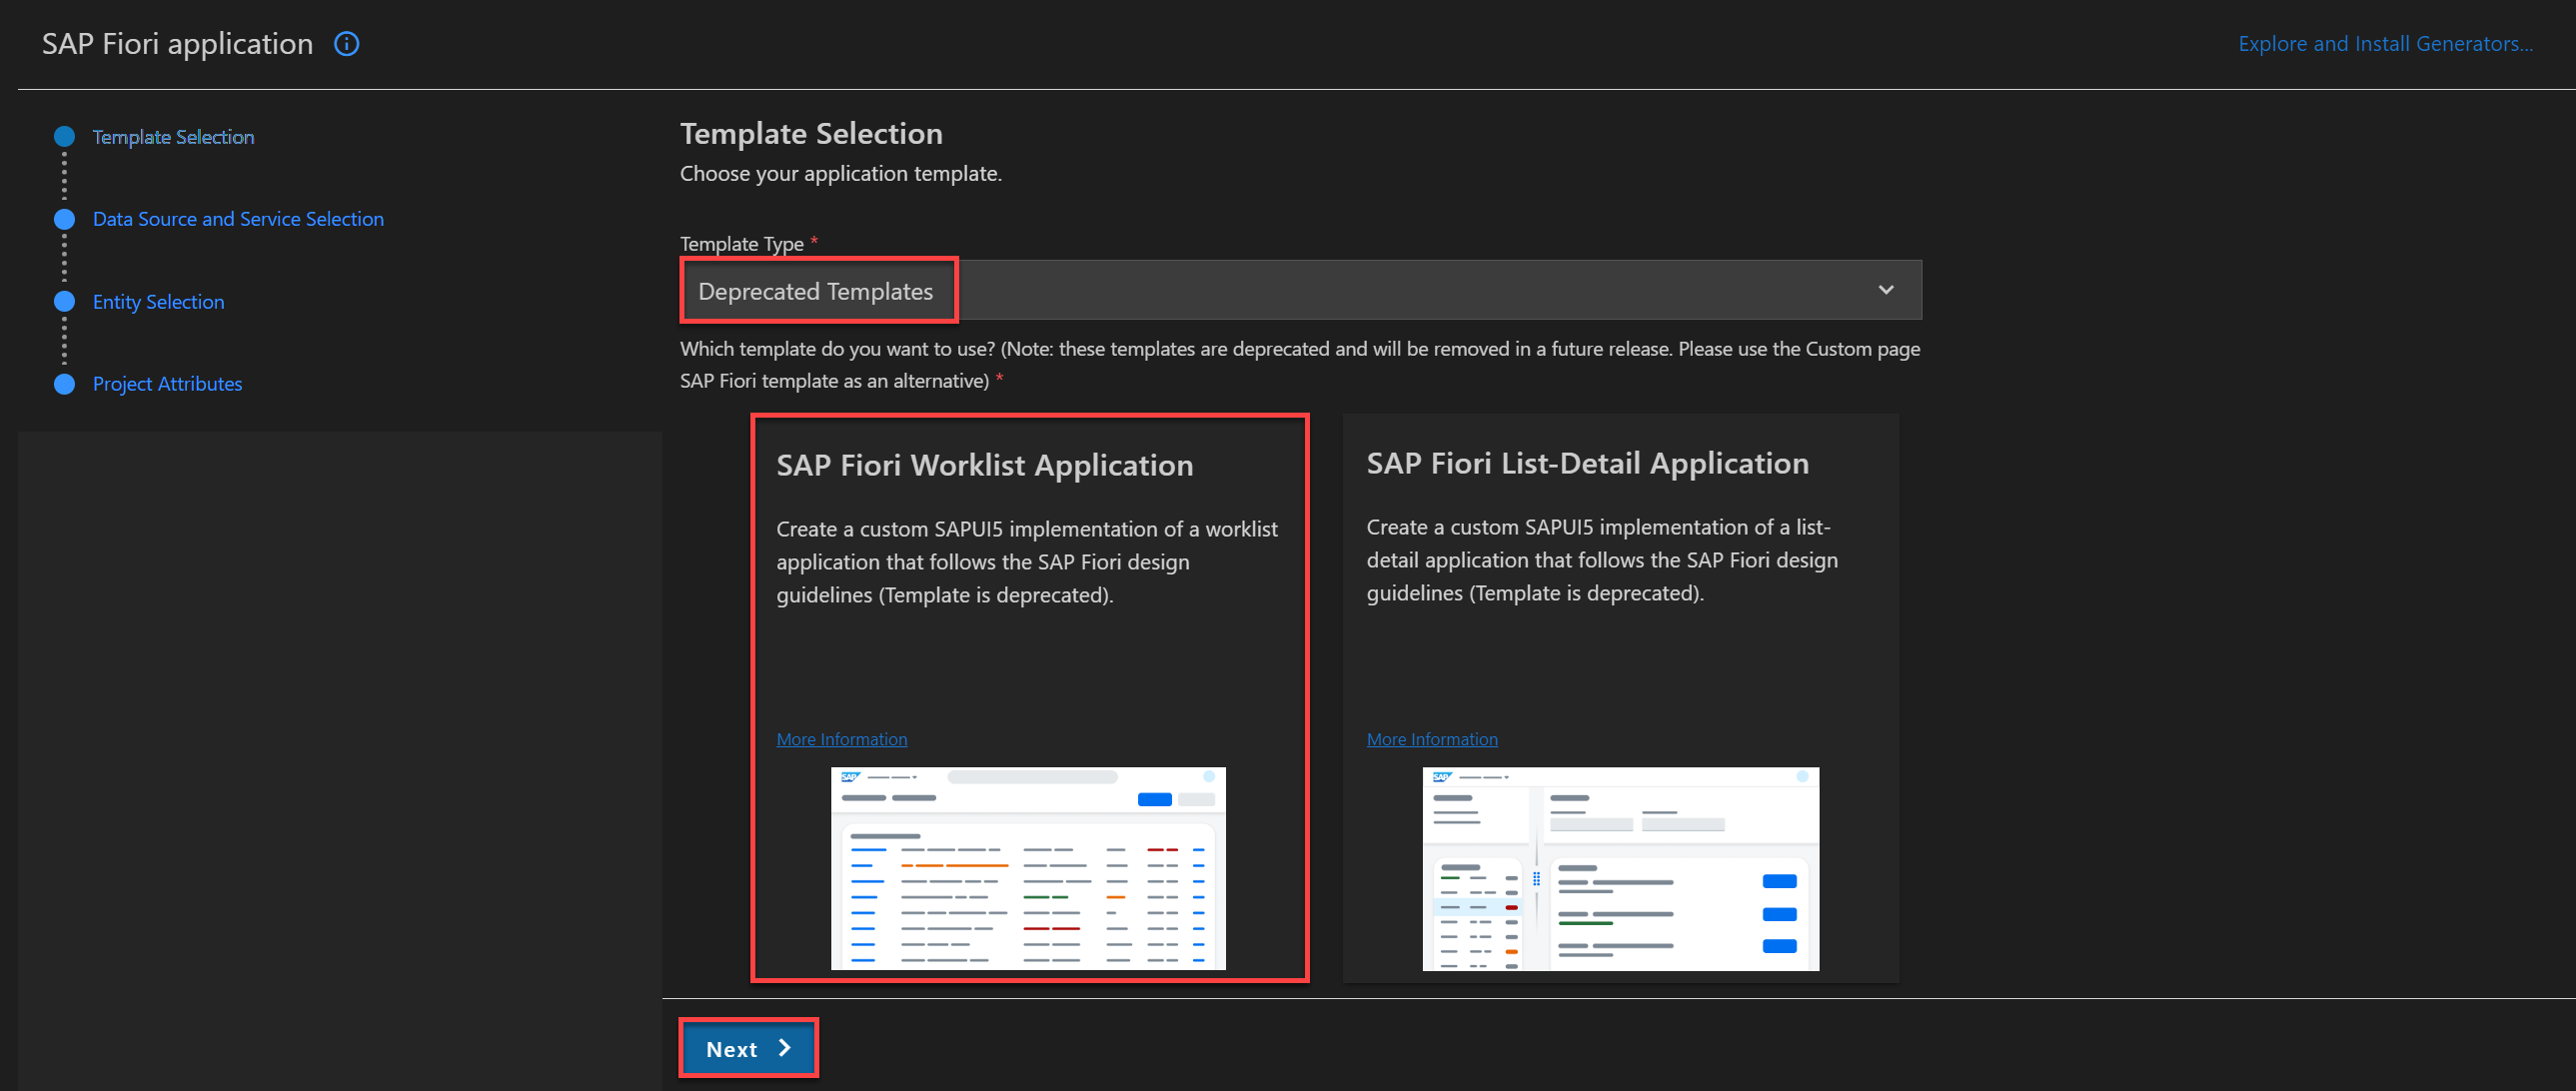 SAP Fiori application
Explore and Install Generators...
Template Selection
Data Source and Service Selection
Entity Selection
Project Attributes
Template Selection
Choose your application template.
Template Type *
Deprecated Templates
Which template do you want to use? (Note: these templates are deprecated and will be removed in a future release. Please use the Custom page
SAP Fiori template as an alternative) *
SAP Fiori Worklist Application
Create a custom SAPUI5 implementation of a worklist
application that follows the SAP Fiori design
guidelines (Template is deprecated).
More Information
SAP
SAP Fiori List-Detail Application
Create a custom SAPUI5 implementation of a list-
detail application that follows the SAP Fiori design
guidelines (Template is deprecated).
More Information
SAP
Next